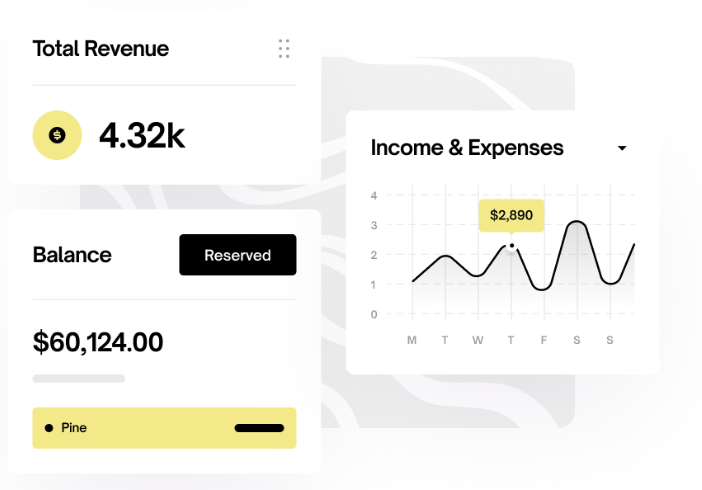 Total Revenue
$
4.32k
Balance
Reserved
$60,124.00
Pine
Income & Expenses
4
3
2
1
0
$2,890
M T W T F S S